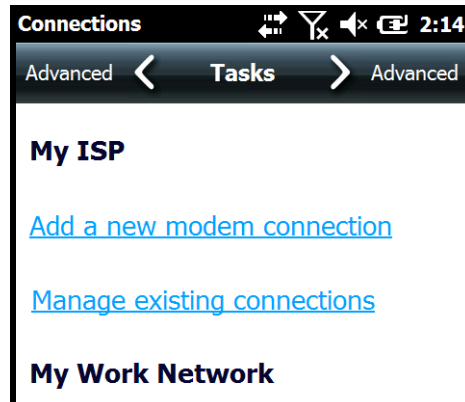 Connections 2:14
Advanced Tasks Advanced
My ISP
Add a new modem connection
Manage existing connections
My Work Network